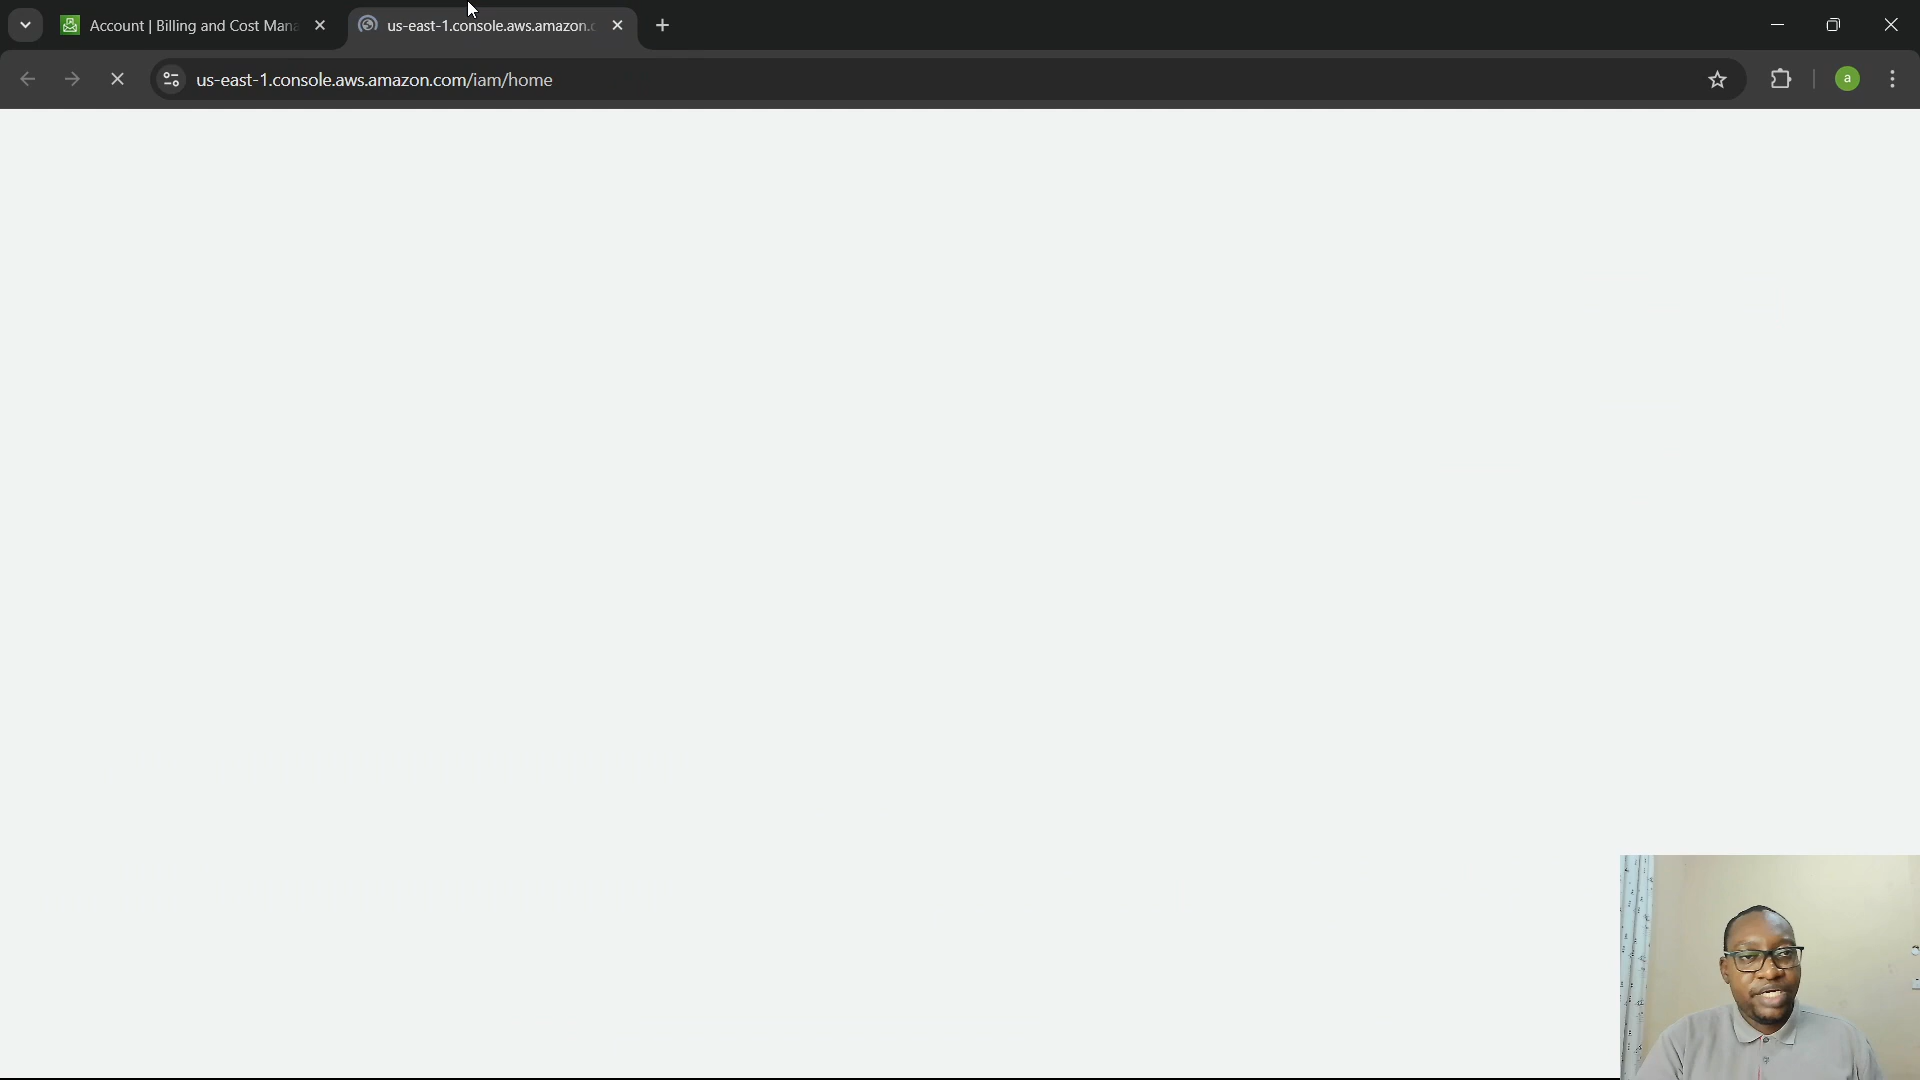 Account | Billing and Cost Mana
us-east-1.console.aws.amazon.c
us-east-1.console.aws.amazon.com/iam/home
a